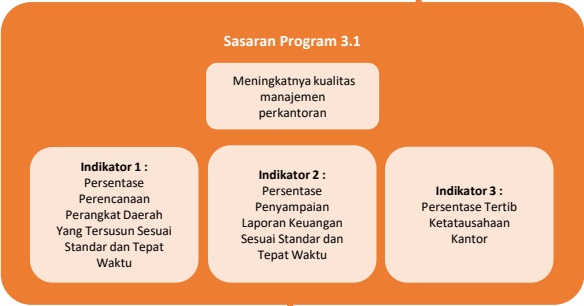 Sasaran Program 3.1
Meningkatnya kualitas
manajemen
perkantoran
Indikator 1 :
Persentase
Perencanaan
Perangkat Daerah
Yang Tersusun Sesuai
Standar dan Tepat
Waktu
Indikator 2 :
Persentase
Penyampaian
Laporan Keuangan
Sesuai Standar dan
Tepat Waktu
Indikator 3 :
Persentase Tertib
Ketatausahaan
Kantor